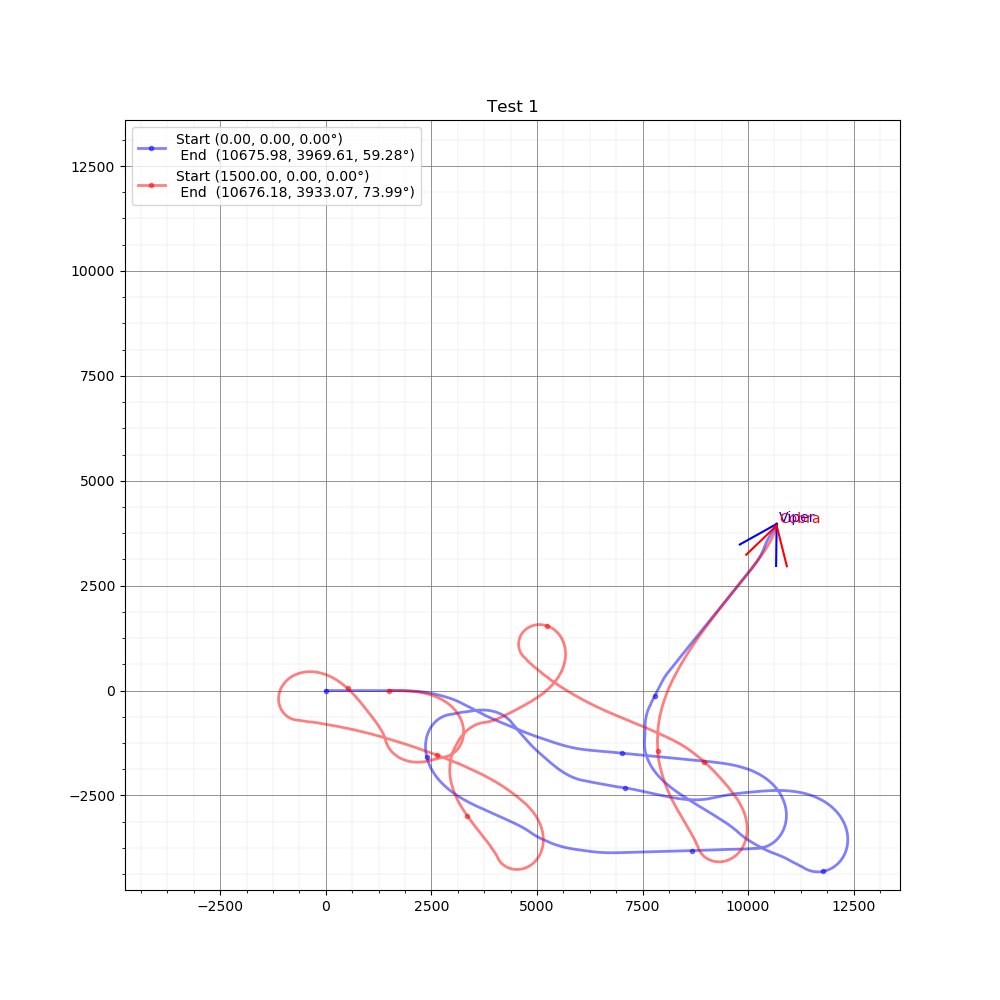 Test 1
Start (0.00, 0.00, 0.00°)
End (10675.98, 3969.61, 59.28°)
Start (1500.00, 0.00, 0.00°)
End (10676.18, 3933.07, 73.99°)
12500
10000
7500
5000
2500
0
−2500
Viper
Cobra
−2500
0
2500
5000
7500
10000
12500